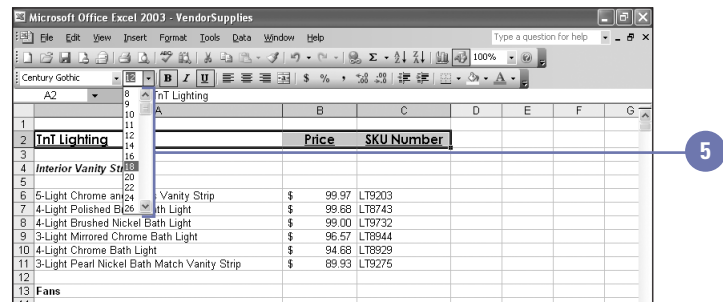 Microsoft Office Excel 2003 - VendorSupplies
File Edit View Insert Format Tools Data Window Help Type a question for help
100%
Century Gothic B I U $ % ,
A2 TnT Lighting
8
9
10
11
12
14
16
18
20
22
24
26
A B C D E F G
1
2 TnT Lighting Price SKU Number
3
4 Interior Vanity
5
6 5-Light Chrome Vanity Strip $ 99.97 LT9203
7 4-Light Polished Bath Light $ 99.68 LT8743
8 4-Light Brushed Nickel Bath Light $ 99.00 LT9732
9 3-Light Mirrored Chrome Bath Light $ 96.57 LT8944
10 4-Light Chrome Bath Light $ 94.68 LT8929
11 3-Light Pearl Nickel Bath Match Vanity Strip $ 89.93 LT9275
12
13 Fans
5